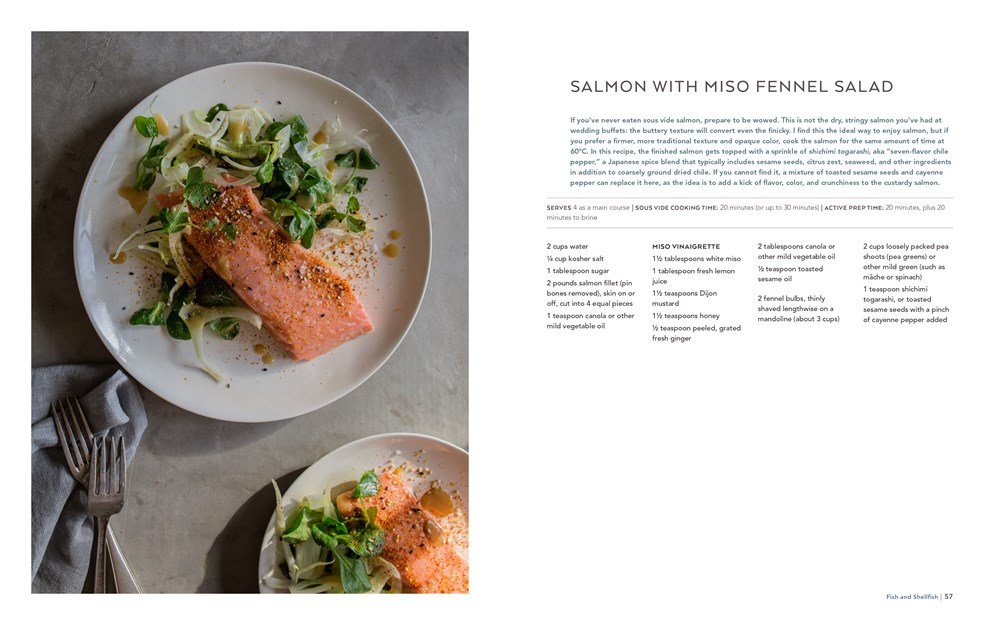 SALMON WITH MISO FENNEL SALAD
If you've never eaten sous vide salmon, prepare to be wowed. This is not the dry, stringy salmon you've had at
wedding buffets: the buttery texture will convert even the finicky. I find this the ideal way to enjoy salmon, but if
you prefer a firmer, more traditional texture and opaque color, cook the salmon for the same amount of time at
60°C. In this recipe, the finished salmon gets topped with a sprinkle of shichimi togarashi, aka "seven-flavor chile
pepper," a Japanese spice blend that typically includes sesame seeds, citrus zest, seaweed, and other ingredients
in addition to coarsely ground dried chile. If you cannot find it, a mixture of toasted sesame seeds and cayenne
pepper can replace it here, as the idea is to add a kick of flavor, color, and crunchiness to the custardy salmon.
SERVES 4 as a main course | SOUS VIDE COOKING TIME: 20 minutes (or up to 30 minutes) | ACTIVE PREP TIME: 20 minutes, plus 20
minutes to brine
2 cups water
¼ cup kosher salt
1 tablespoon sugar
2 pounds salmon fillet (pin
bones removed), skin on or
off, cut into 4 equal pieces
1 teaspoon canola or other
mild vegetable oil
MISO VINAIGRETTE
1½ tablespoons white miso
1 tablespoon fresh lemon
juice
1½ teaspoons Dijon
mustard
1½ teaspoons honey
½ teaspoon peeled, grated
fresh ginger
2 tablespoons canola or
other mild vegetable oil
½ teaspoon toasted
sesame oil
2 fennel bulbs, thinly
shaved lengthwise on a
mandoline (about 3 cups)
2 cups loosely packed pea
shoots (pea greens) or
other mild green (such as
mâche or spinach)
1 teaspoon shichimi
togarashi, or toasted
sesame seeds with a pinch
of cayenne pepper added
Fish and Shellfish | 57